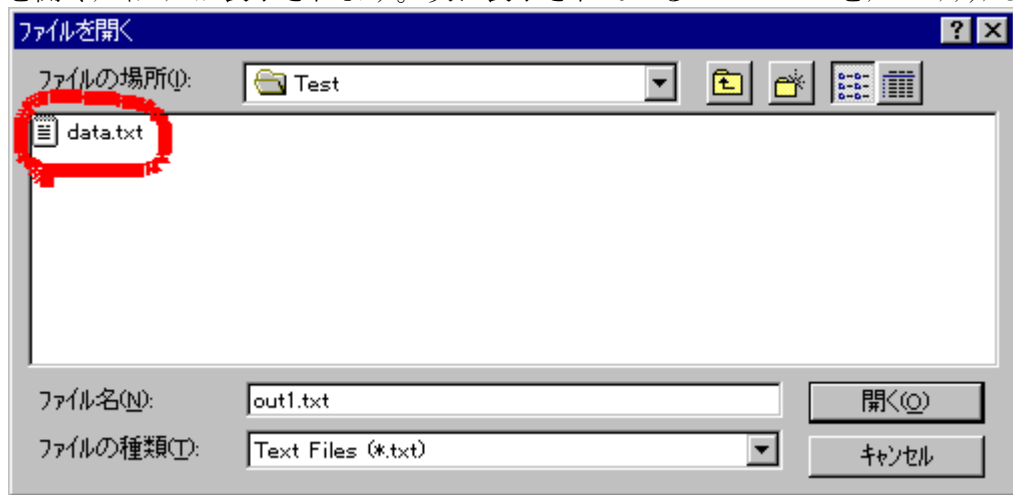 ファイルを開く
ファイルの場所(I):
Test
data.txt
ファイル名(N):
out1.txt
開く(O)
ファイルの種類(T):
Text Files (*.txt)
キャンセル